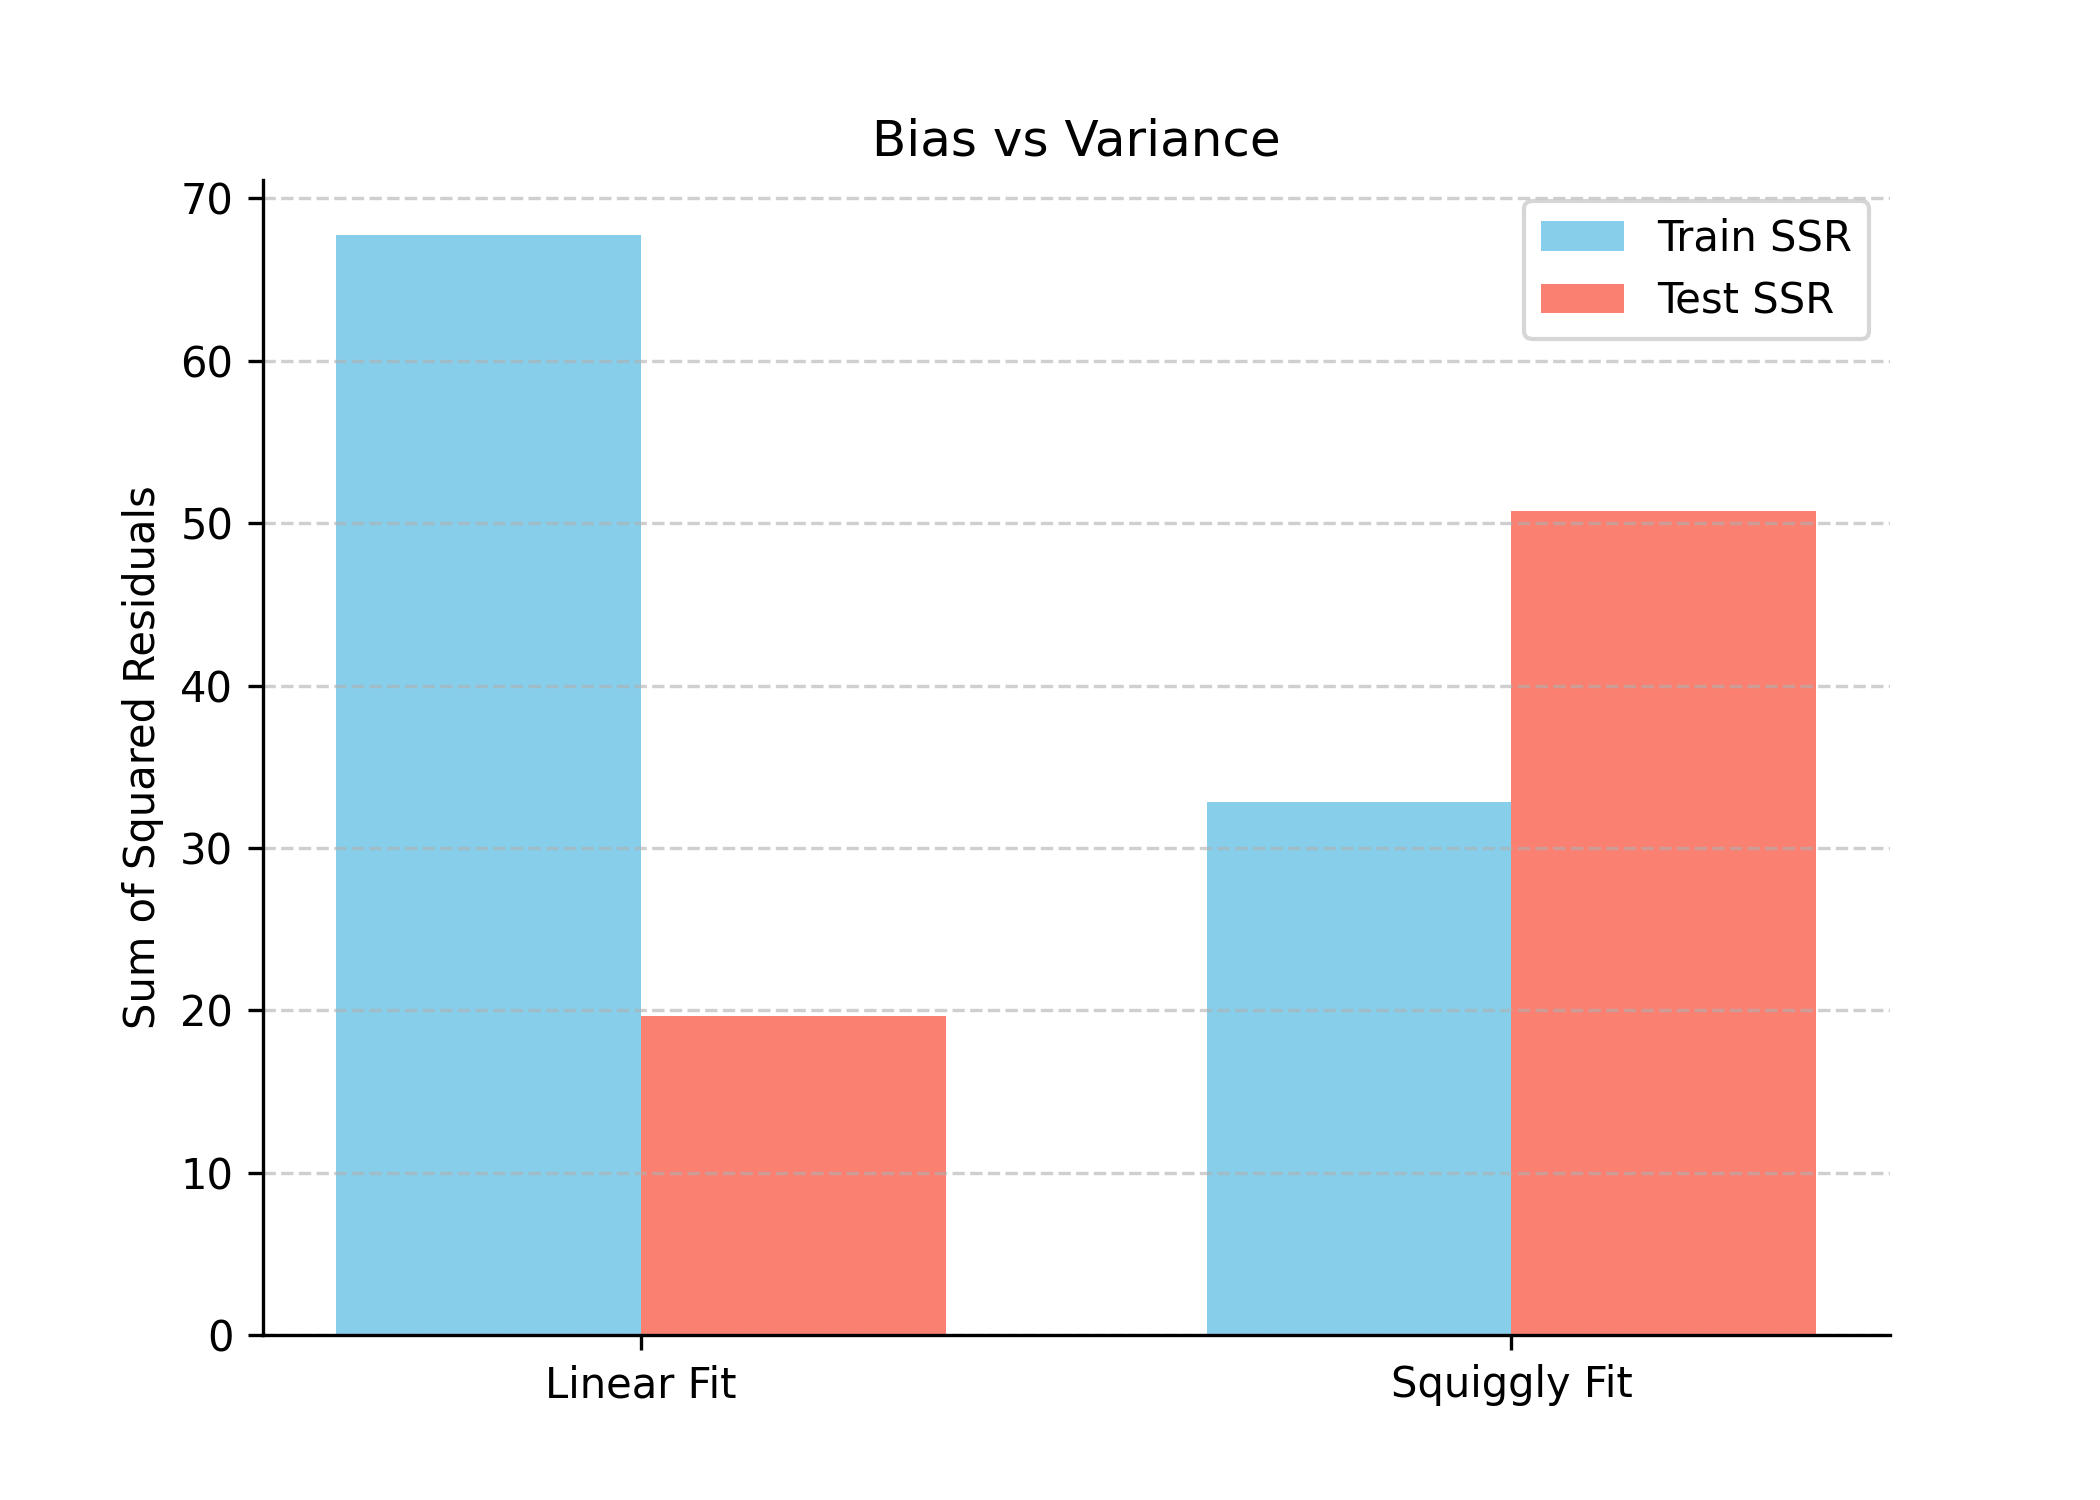 Bias vs Variance
70
60
50
40
30
20
10
0
Sum of Squared Residuals
Train SSR
Test SSR
Linear Fit
Squiggly Fit